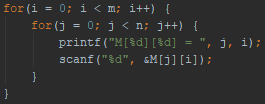 for(i = 0; i < m; i++) {
    for(j = 0; j < n; j++) {
        printf("M[%d][%d] = ", j, i);
        scanf("%d", &M[j][i]);
    }
}